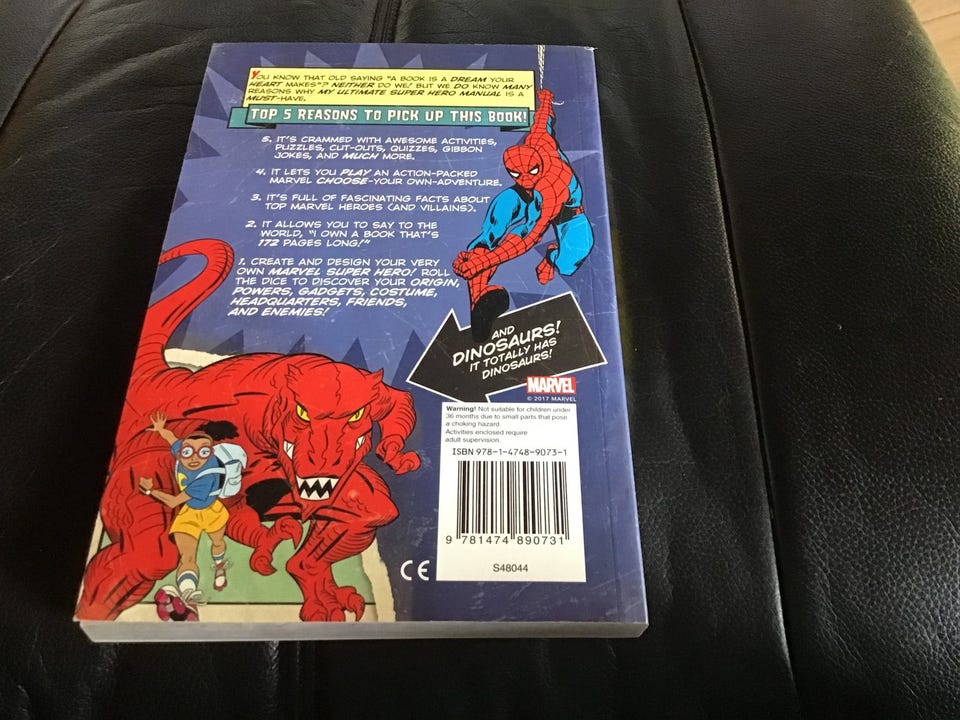 YOU KNOW THAT OLD SAYING "A BOOK IS A DREAM YOUR
HEART MAKES"? NEITHER DO WE! BUT WE DO KNOW MANY
REASONS WHY MY ULTIMATE SUPER HERO MANUAL IS A
MUST-HAVE.
TOP 5 REASONS TO PICK UP THIS BOOK!
5. IT'S CRAMMED WITH AWESOME ACTIVITIES,
PUZZLES, CUT-OUTS, QUIZZES, GIBBON
JOKES, AND MUCH MORE.
4. IT LETS YOU PLAY AN ACTION-PACKED
MARVEL CHOOSE-YOUR OWN-ADVENTURE.
3. IT'S FULL OF FASCINATING FACTS ABOUT
TOP MARVEL HEROES (AND VILLAINS).
2. IT ALLOWS YOU TO SAY TO THE
WORLD, "I OWN A BOOK THAT'S
172 PAGES LONG!"
1. CREATE AND DESIGN YOUR VERY
OWN MARVEL SUPER HERO! ROLL
THE DICE TO DISCOVER YOUR ORIGIN,
POWERS, GADGETS, COSTUME,
HEADQUARTERS, FRIENDS,
AND ENEMIES!
AND
DINOSAURS!
IT TOTALLY HAS
DINOSAURS!
MARVEL
© 2017 MARVEL
Warning! Not suitable for children under
36 months due to small parts that pose
a choking hazard.
Activities enclosed require
adult supervision.
ISBN 978-1-4748-9073-1
9 781474 890731
CE
S48044